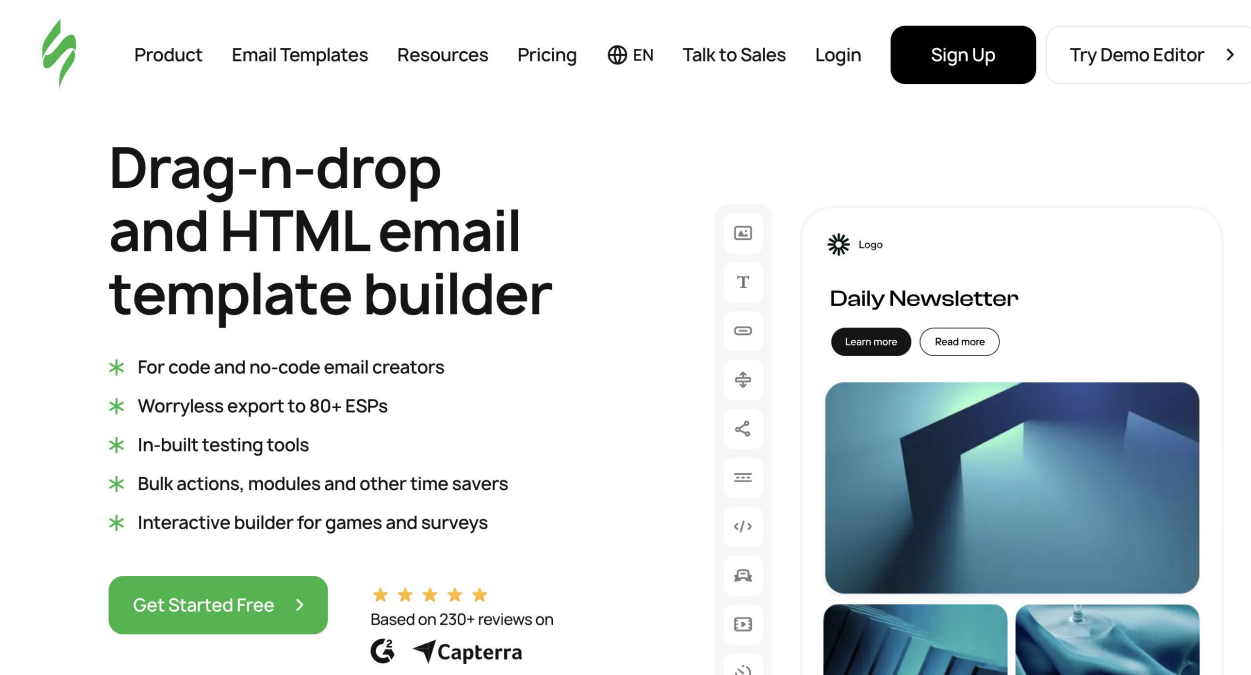 Product Email Templates Resources Pricing EN Talk to Sales Login Sign Up Try Demo Editor
Drag-n-drop
and HTML email
template builder
For code and no-code email creators
Worryless export to 80+ ESPs
In-built testing tools
Bulk actions, modules and other time savers
Interactive builder for games and surveys
Get Started Free
Based on 230+ reviews on
G2 Capterra
T
</>
Logo
Daily Newsletter
Learn more Read more